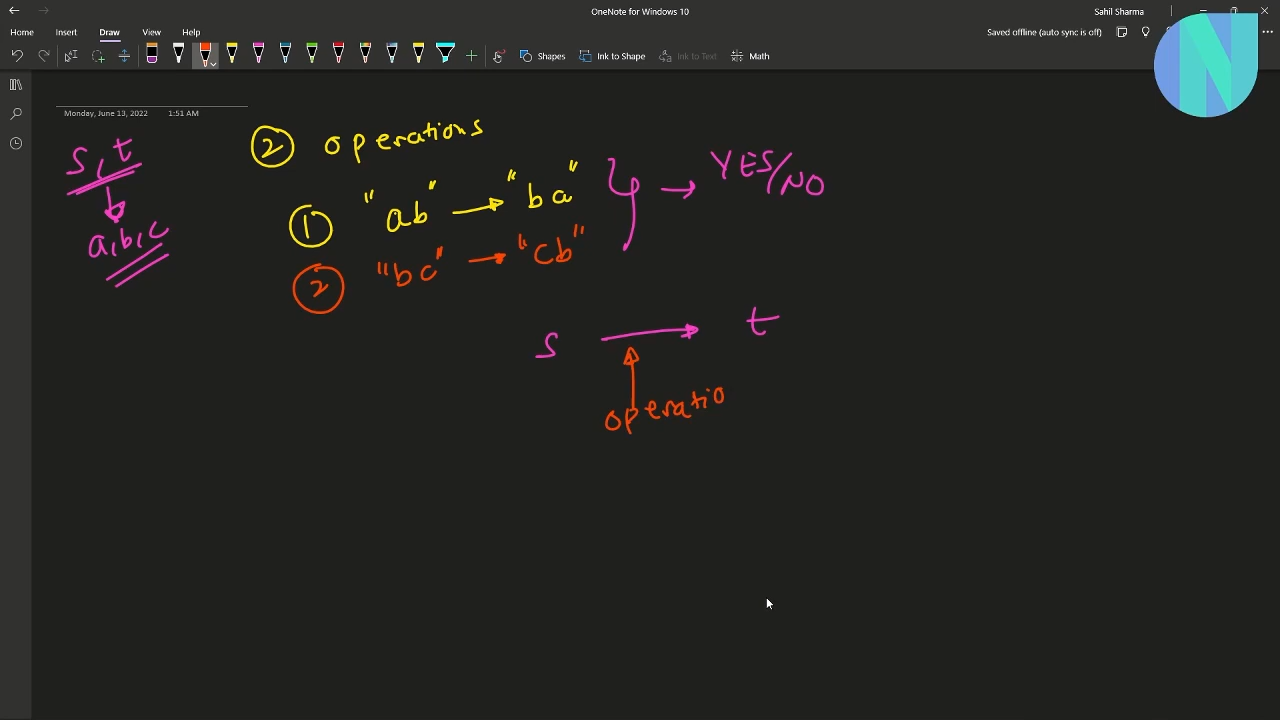 OneNote for Windows 10
Sahil Sharma
Home Insert Draw View Help
Saved offline (auto sync is off)
Shapes Ink to Shape Ink to Text Math
Monday, June 13, 2022 1:51 AM
② operations
S, t
a, b, c
① "ab" → "ba"
② "bc" → "cb"
→ YES/NO
s → t
operatio